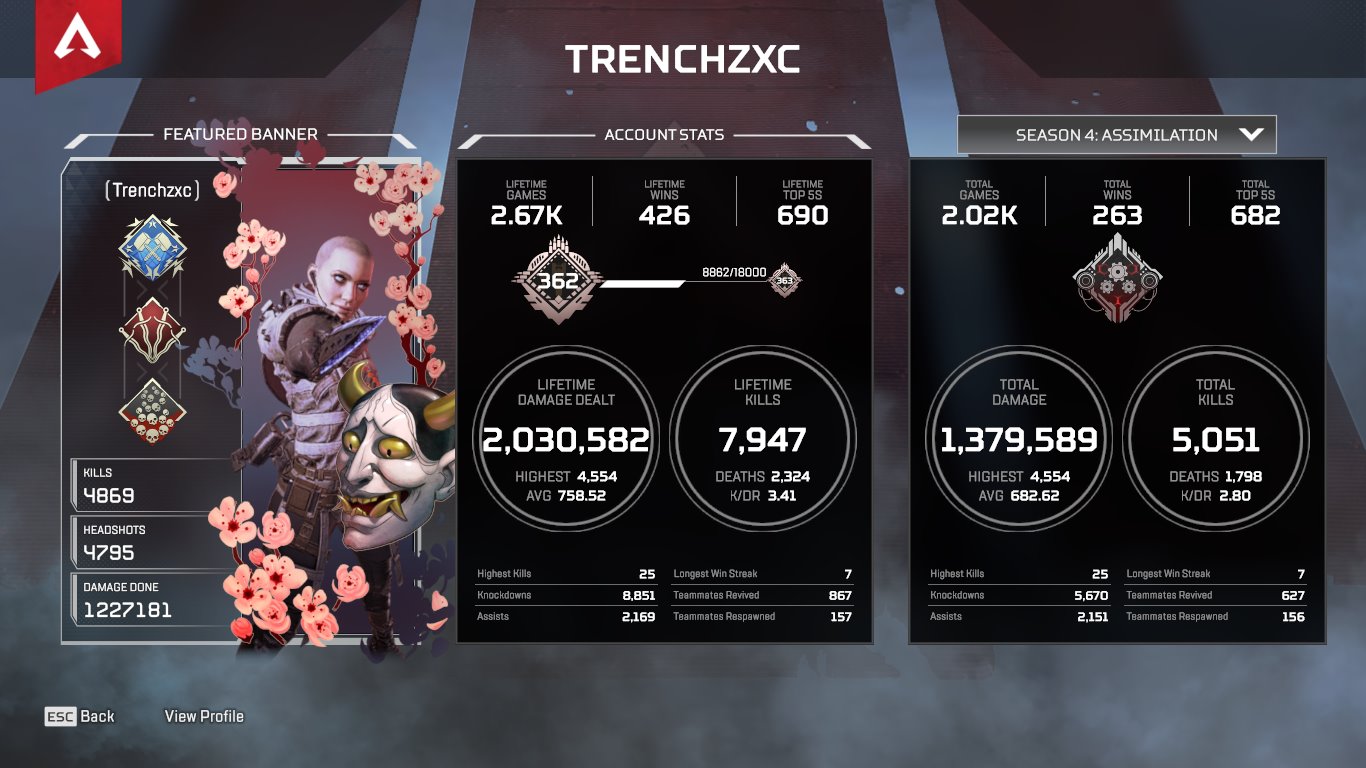 TRENCHZXC
FEATURED BANNER
[Trenchzxc]
KILLS
4869
HEADSHOTS
4795
DAMAGE DONE
1227181
ACCOUNT STATS
LIFETIME GAMES
2.67K
LIFETIME WINS
426
LIFETIME TOP 5S
690
362
8862/18000
363
LIFETIME
DAMAGE DEALT
2,030,582
HIGHEST 4,554
AVG 758.52
LIFETIME
KILLS
7,947
DEATHS 2,324
K/DR 3.41
Highest Kills 25
Knockdowns 8,851
Assists 2,169
Longest Win Streak 7
Teammates Revived 867
Teammates Respawned 157
SEASON 4: ASSIMILATION
TOTAL GAMES
2.02K
TOTAL WINS
263
TOTAL TOP 5S
682
TOTAL
DAMAGE
1,379,589
HIGHEST 4,554
AVG 682.62
TOTAL
KILLS
5,051
DEATHS 1,798
K/DR 2.80
Highest Kills 25
Knockdowns 5,670
Assists 2,151
Longest Win Streak 7
Teammates Revived 627
Teammates Respawned 156
ESC Back
View Profile